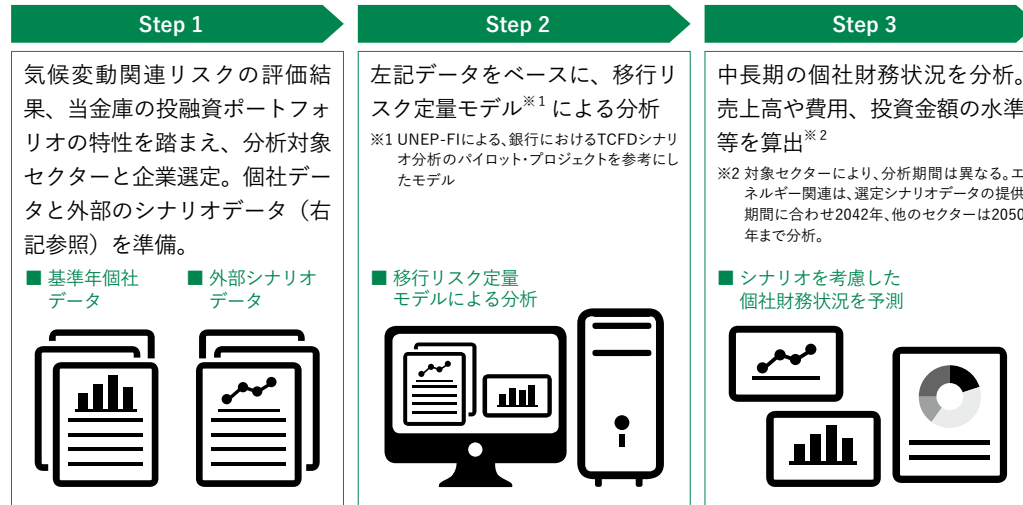 Step 1
気候変動関連リスクの評価結
果、当金庫の投融資ポートフォ
リオの特性を踏まえ、分析対象
セクターと企業選定。個社デー
タと外部のシナリオデータ（右
記参照）を準備。
■ 基準年個社
データ
■ 外部シナリオ
データ
Step 2
左記データをベースに、移行リ
スク定量モデル※1 による分析
※1 UNEP-FIによる、銀行におけるTCFDシナリ
オ分析のパイロット・プロジェクトを参考にし
たモデル
■ 移行リスク定量
モデルによる分析
Step 3
中長期の個社財務状況を分析。
売上高や費用、投資金額の水準
等を算出※2
※2 対象セクターにより、分析期間は異なる。エ
ネルギー関連は、選定シナリオデータの提供
期間に合わせ2042年、他のセクターは2050
年まで分析。
■ シナリオを考慮した
個社財務状況を予測